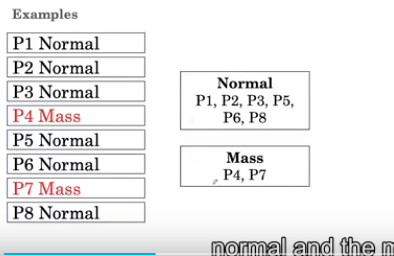 Examples
P1 Normal
P2 Normal
P3 Normal
P4 Mass
P5 Normal
P6 Normal
P7 Mass
P8 Normal
Normal
P1, P2, P3, P5,
P6, P8
Mass
P4, P7
normal and the